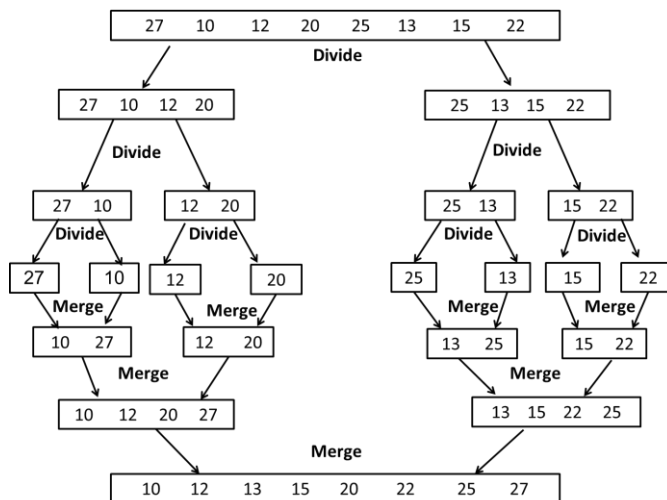 27 10 12 20 25 13 15 22
Divide
27 10 12 20
25 13 15 22
Divide
Divide
27 10
12 20
25 13
15 22
Divide
Divide
Divide
Divide
27
10
12
20
25
13
15
22
Merge
Merge
Merge
Merge
10 27
12 20
13 25
15 22
Merge
Merge
10 12 20 27
13 15 22 25
Merge
10 12 13 15 20 22 25 27